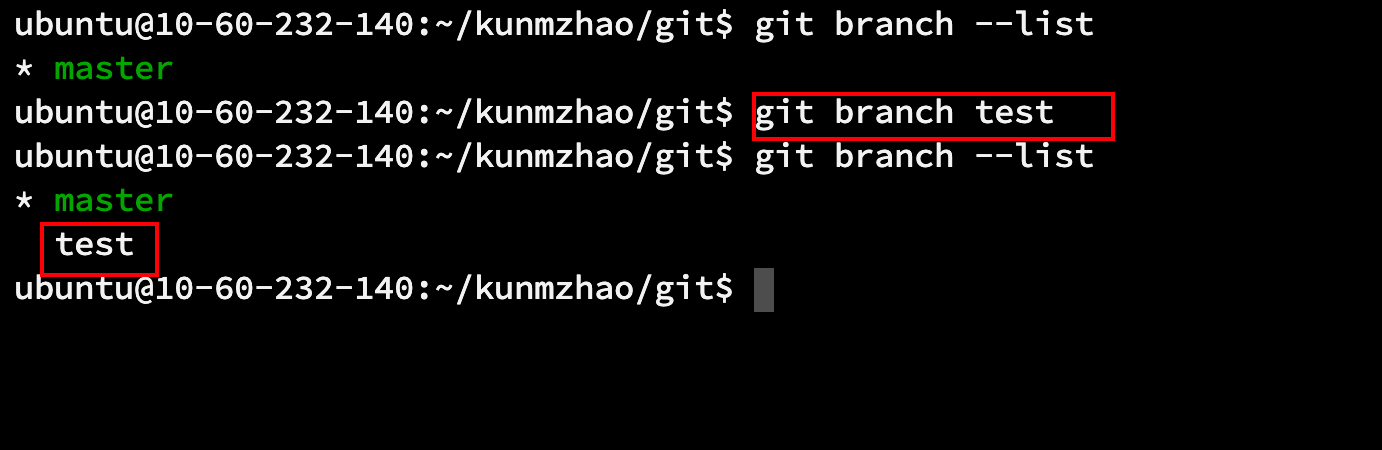 ubuntu@10-60-232-140:~/kunmzhao/git$ git branch --list
* master
ubuntu@10-60-232-140:~/kunmzhao/git$ git branch test
ubuntu@10-60-232-140:~/kunmzhao/git$ git branch --list
* master
  test
ubuntu@10-60-232-140:~/kunmzhao/git$